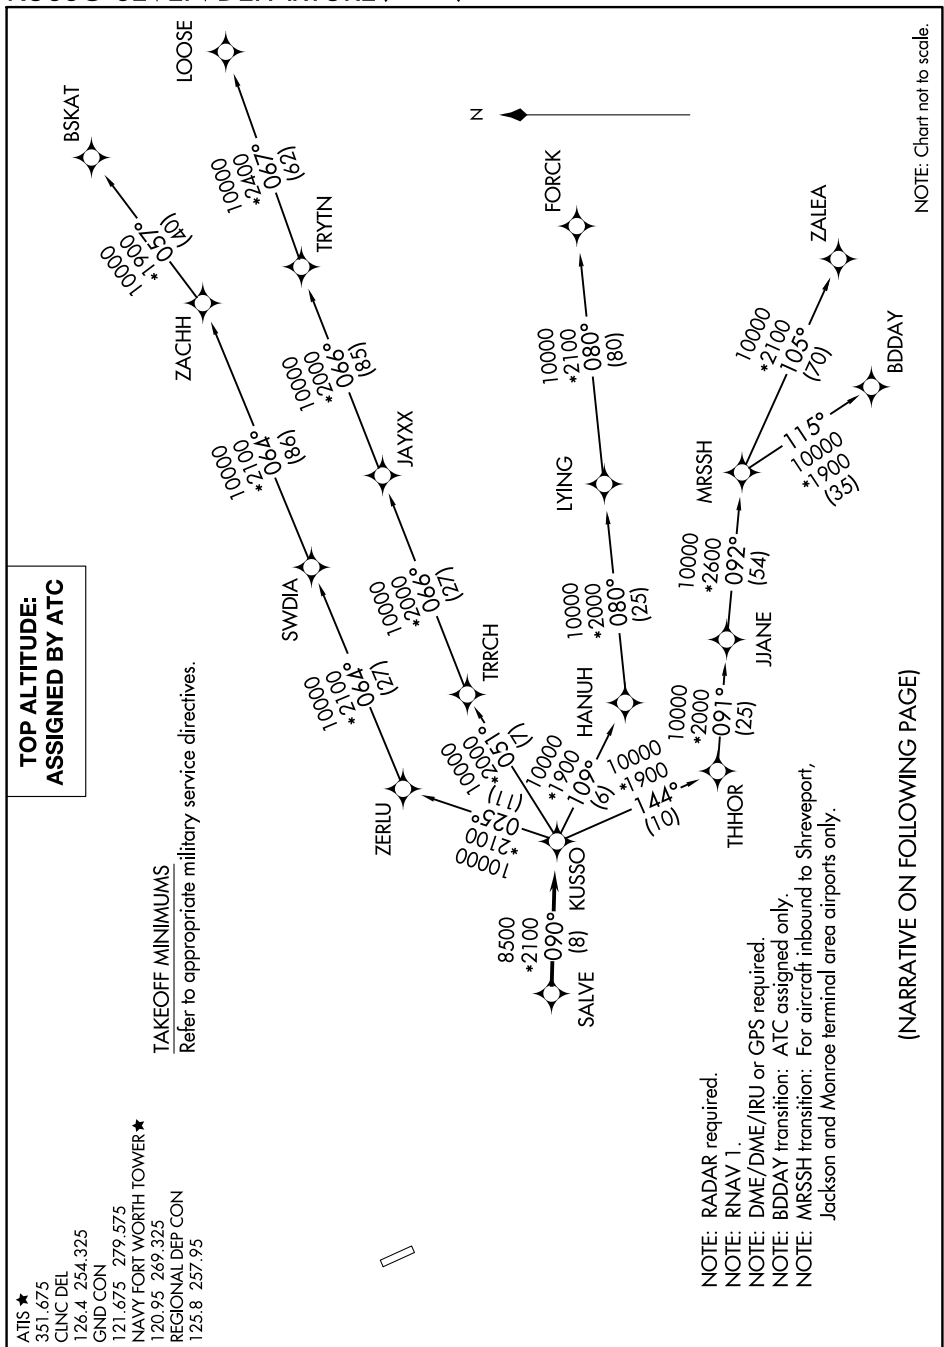 ATIS ★
351.675
CLNC DEL
126.4 254.325
GND CON
121.675 279.575
NAVY FORT WORTH TOWER ★
120.95 269.325
REGIONAL DEP CON
125.8 257.95
TOP ALTITUDE:
ASSIGNED BY ATC
TAKEOFF MINIMUMS
Refer to appropriate military service directives.
BSKAT
10000
*1900
057°
(40)
ZACHH
10000
*2100
064°
(86)
SWDIA
10000
*2100
064°
(27)
ZERLU
10000
*2100
025°
(11)
LOOSE
10000
*2400
067°
(62)
TRYTN
10000
*2000
066°
(85)
JAYXX
10000
*2000
066°
(27)
TRRCH
10000
*2000
051°
(7)
N
FORCK
10000
*2100
080°
(80)
LYING
10000
*2000
080°
(25)
HANUH
10000
*1900
109°
(6)
SALVE
8500
*2100
090°
(8)
KUSSO
10000
*1900
144°
(10)
THHOR
10000
*2000
091°
(25)
JJANE
10000
*2600
092°
(54)
MRSSH
10000
*2100
105°
(70)
ZALEA
115°
10000
*1900
(35)
BDDAY
NOTE: RADAR required.
NOTE: RNAV 1.
NOTE: DME/DME/IRU or GPS required.
NOTE: BDDAY transition: ATC assigned only.
NOTE: MRSSH transition: For aircraft inbound to Shreveport,
Jackson and Monroe terminal area airports only.
(NARRATIVE ON FOLLOWING PAGE)
NOTE: Chart not to scale.